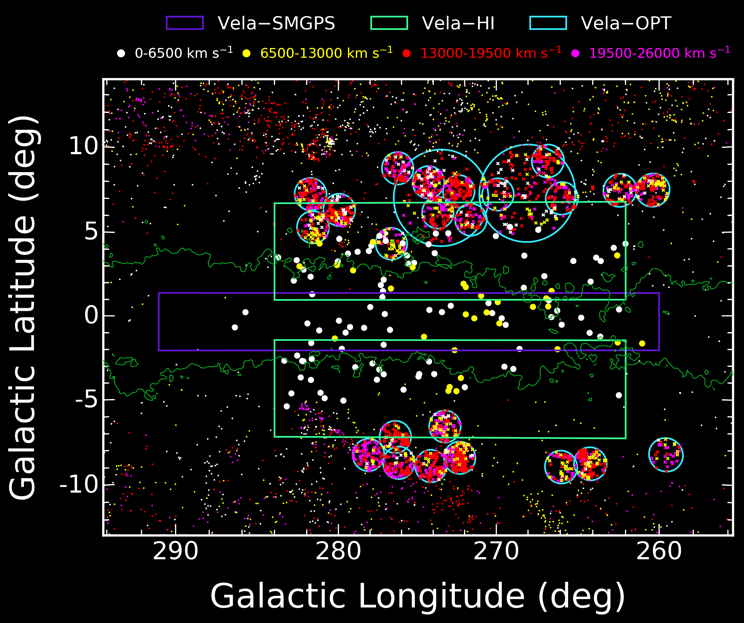 Vela−SMGPS Vela−HI Vela−OPT
0-6500 km s⁻¹ 6500-13000 km s⁻¹ 13000-19500 km s⁻¹ 19500-26000 km s⁻¹
Galactic Latitude (deg)
10
5
0
-5
-10
290 280 270 260
Galactic Longitude (deg)